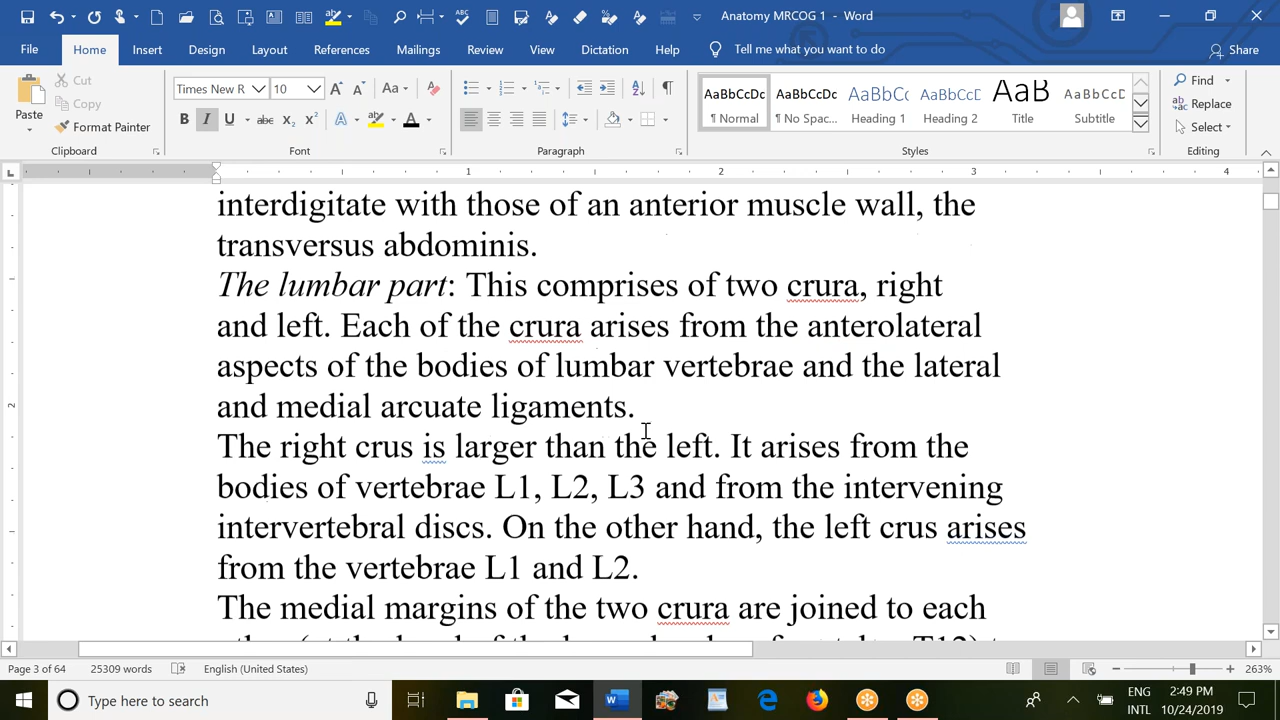 Anatomy MRCOG 1 - Word
File Home Insert Design Layout References Mailings Review View Dictation Help Tell me what you want to do Share
Paste Cut Copy Format Painter Clipboard
Times New R 10 Font
Paragraph
AaBbCcDc ¶ Normal AaBbCcDc ¶ No Spac... AaBbC Heading 1 AaBbCcD Heading 2 AaB Title AaBbCcD Subtitle Styles
Find Replace Select Editing
1 2 3 4
interdigitate with those of an anterior muscle wall, the
transversus abdominis.
The lumbar part: This comprises of two crura, right
and left. Each of the crura arises from the anterolateral
aspects of the bodies of lumbar vertebrae and the lateral
and medial arcuate ligaments.
The right crus is larger than the left. It arises from the
bodies of vertebrae L1, L2, L3 and from the intervening
intervertebral discs. On the other hand, the left crus arises
from the vertebrae L1 and L2.
The medial margins of the two crura are joined to each
Page 3 of 64 25309 words English (United States) 263%
Type here to search ENG INTL 2:49 PM 10/24/2019